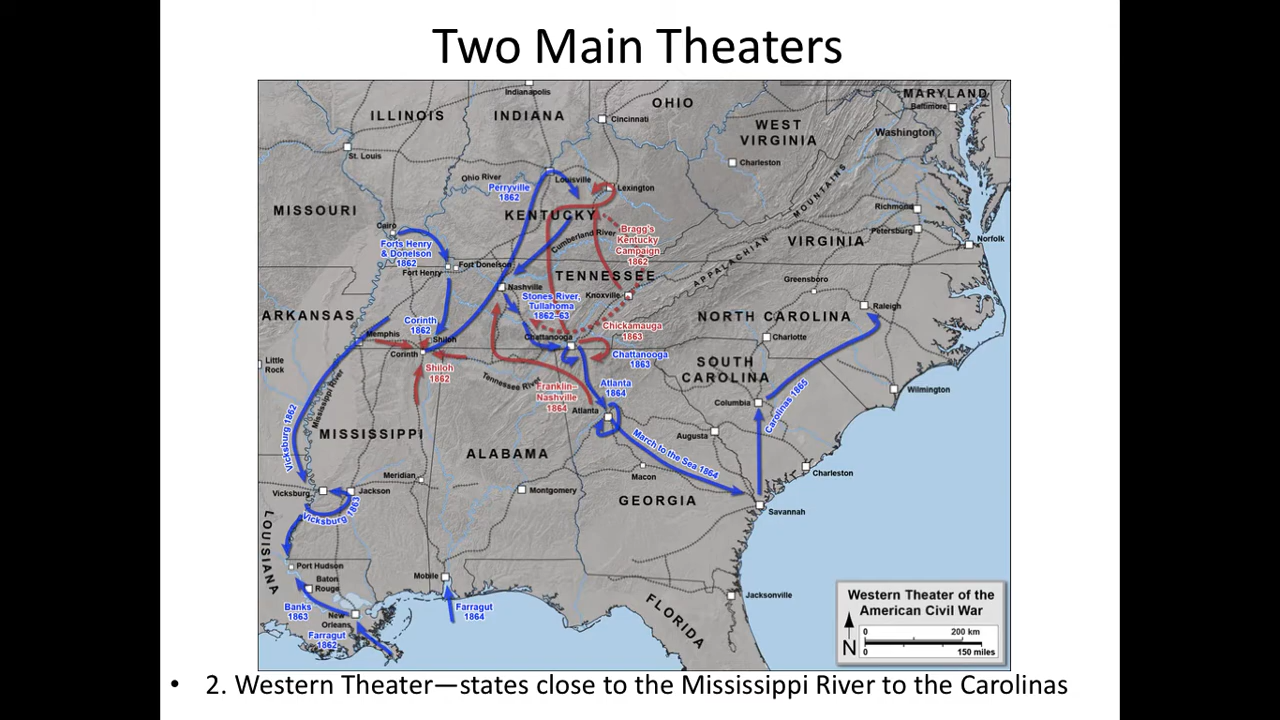 Two Main Theaters
MARYLAND
Indianapolis
OHIO
Baltimore
ILLINOIS
INDIANA
Cincinnati
WEST
VIRGINIA
Washington
St. Louis
Charleston
Ohio River
Louisville
Lexington
Perryville
1862
MISSOURI
KENTUCKY
MOUNTAINS
Richmond
Cairo
Bragg's
Kentucky
Campaign
1862
Petersburg
Forts Henry
& Donelson
1862
Cumberland River
VIRGINIA
Norfolk
Fort Donelson
Fort Henry
TENNESSEE
APPALACHIAN
Greensboro
Nashville
Stones River,
Tullahoma
1862–63
Knoxville
Raleigh
ARKANSAS
Corinth
1862
NORTH CAROLINA
Memphis
Shiloh
Chattanooga
Chickamauga
1863
Charlotte
Little
Rock
Corinth
Chattanooga
1863
SOUTH
CAROLINA
Shiloh
1862
Tennessee River
Franklin–
Nashville
1864
Atlanta
1864
Wilmington
Mississippi River
Atlanta
Columbia
Carolinas 1865
Vicksburg 1862
MISSISSIPPI
Augusta
March to the Sea 1864
ALABAMA
Charleston
Meridian
Macon
Vicksburg
Jackson
Montgomery
GEORGIA
Vicksburg 1863
Savannah
LOUISIANA
Port Hudson
Baton
Rouge
Mobile
Jacksonville
Banks
1863
New
Orleans
Farragut
1864
FLORIDA
Farragut
1862
Western Theater of the
American Civil War
N
0 200 km
0 150 miles
• 2. Western Theater—states close to the Mississippi River to the Carolinas